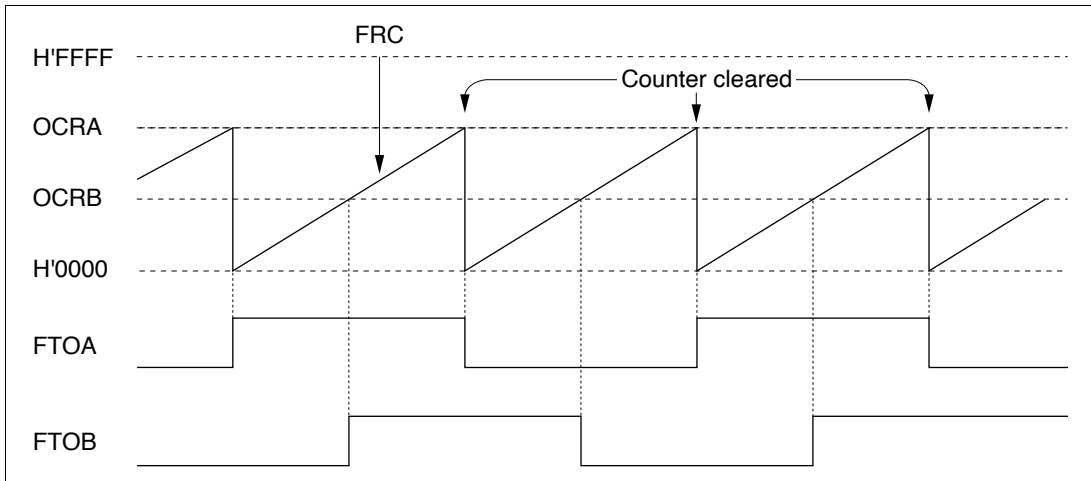 FRC
H'FFFF
Counter cleared
OCRA
OCRB
H'0000
FTOA
FTOB